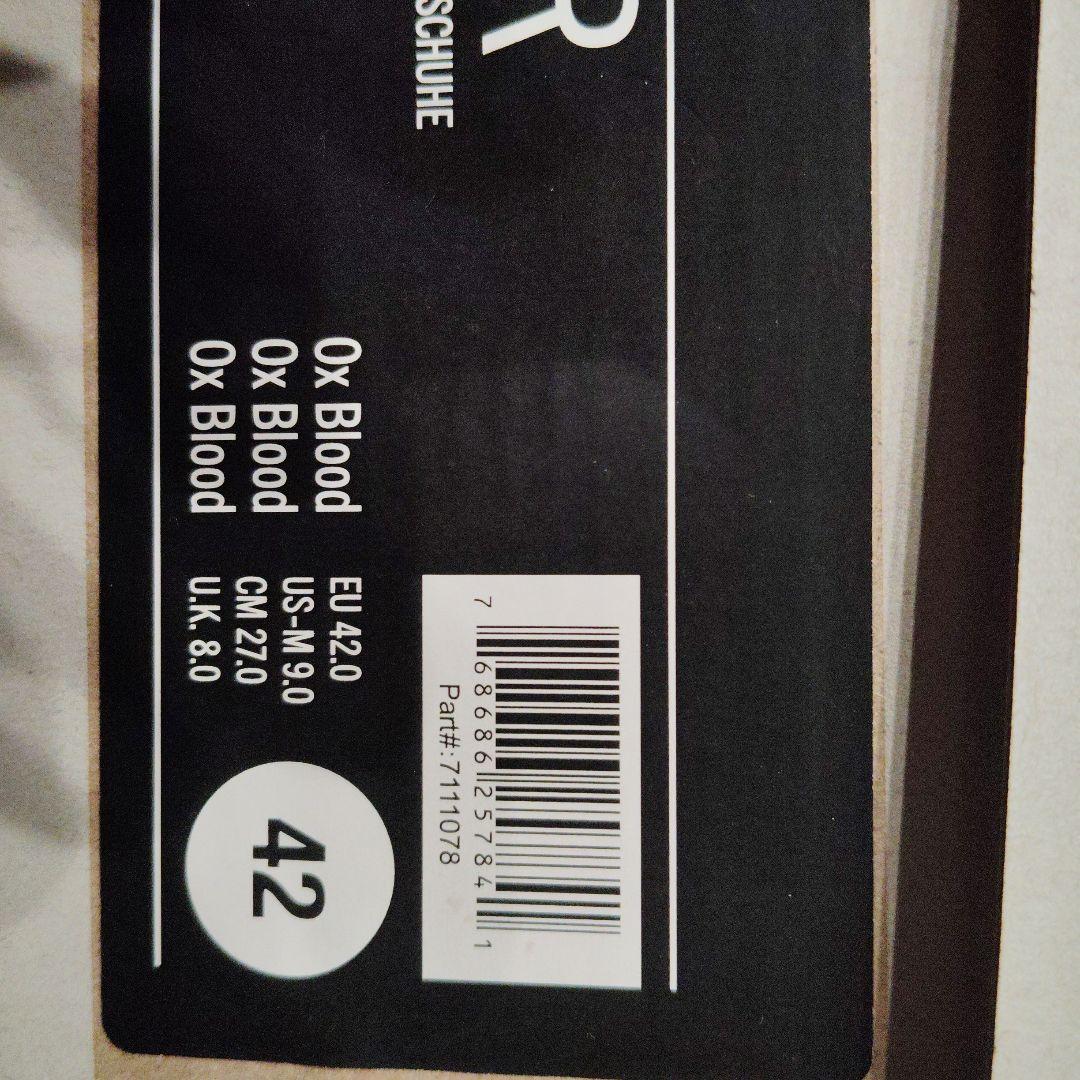 R
SCHUHE
Ox Blood
Ox Blood
Ox Blood
EU 42.0
US-M 9.0
CM 27.0
U.K. 8.0
42
7 68686 25784 1
Part#:7111078